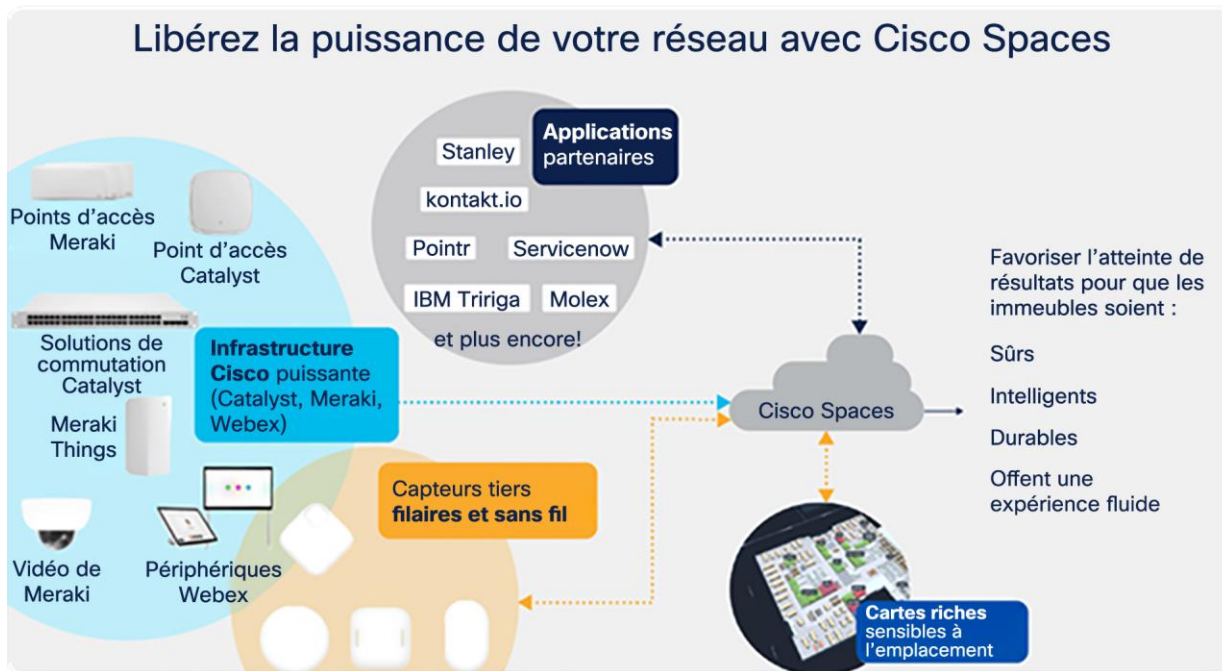 Libérez la puissance de votre réseau avec Cisco Spaces
Applications
partenaires
Stanley
kontakt.io
Pointr
Servicenow
IBM Tririga
Molex
et plus encore!
Points d'accès
Meraki
Point d'accès
Catalyst
Solutions de
commutation
Catalyst
Meraki
Things
Vidéo de
Meraki
Périphériques
Webex
Infrastructure
Cisco puissante
(Catalyst, Meraki,
Webex)
Capteurs tiers
filaires et sans fil
Cisco Spaces
Cartes riches
sensibles à
l'emplacement
Favoriser l'atteinte de
résultats pour que les
immeubles soient :
Sûrs
Intelligents
Durables
Offent une
expérience fluide